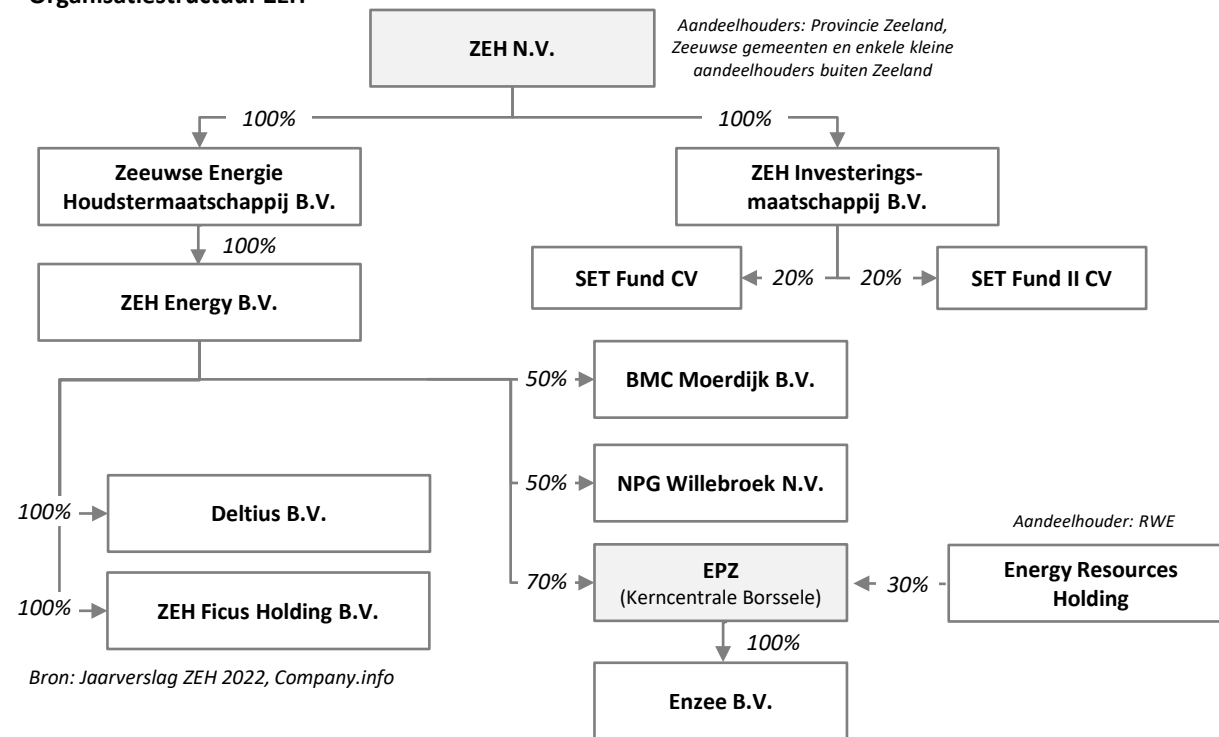 Organisatiestructuur ZEH
ZEH N.V.
Aandeelhouders: Provincie Zeeland,
Zeeuwse gemeenten en enkele kleine
aandeelhouders buiten Zeeland
100%
100%
Zeeuwse Energie
Houdstermaatschappij B.V.
ZEH Investerings-
maatschappij B.V.
100%
SET Fund CV
20%
20%
SET Fund II CV
ZEH Energy B.V.
50%
BMC Moerdijk B.V.
50%
NPG Willebroek N.V.
100%
Deltius B.V.
Aandeelhouder: RWE
70%
EPZ
(Kerncentrale Borssele)
30%
Energy Resources
Holding
100%
ZEH Ficus Holding B.V.
100%
Bron: Jaarverslag ZEH 2022, Company.info
Enzee B.V.